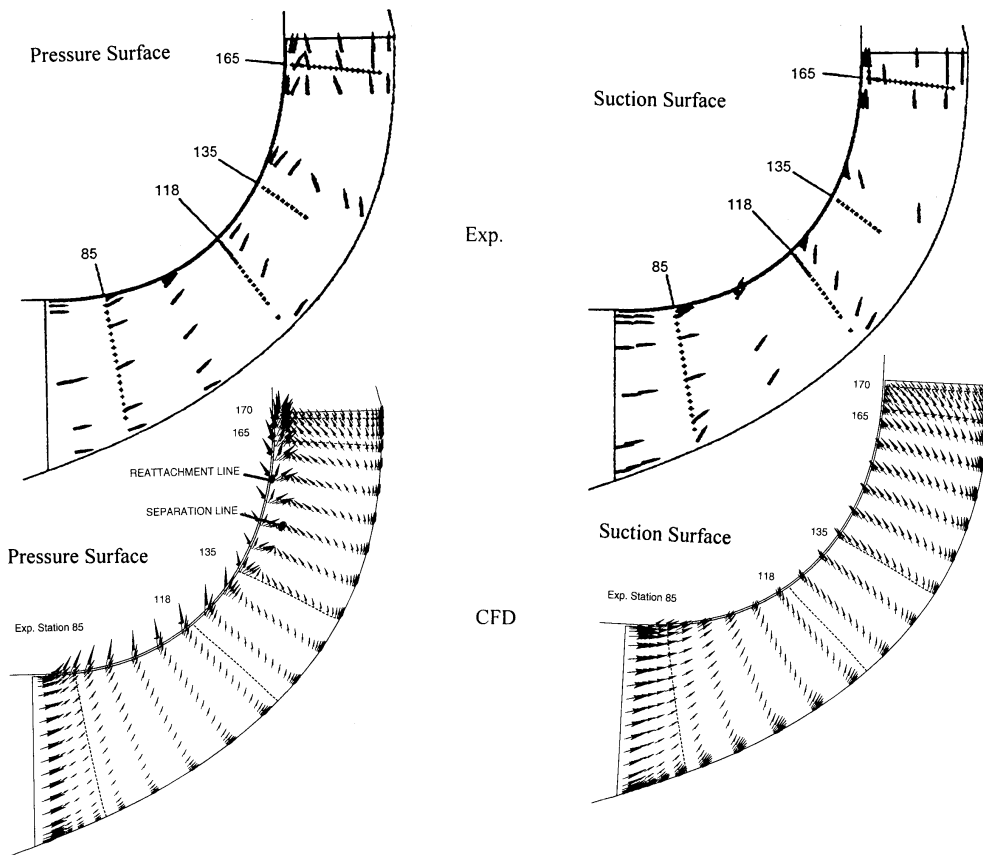 Pressure Surface
165
135
118
85
Suction Surface
165
135
118
85
Exp.
170
165
REATTACHMENT LINE
SEPARATION LINE
Pressure Surface
135
118
Exp. Station 85
CFD
170
165
Suction Surface
135
118
Exp. Station 85